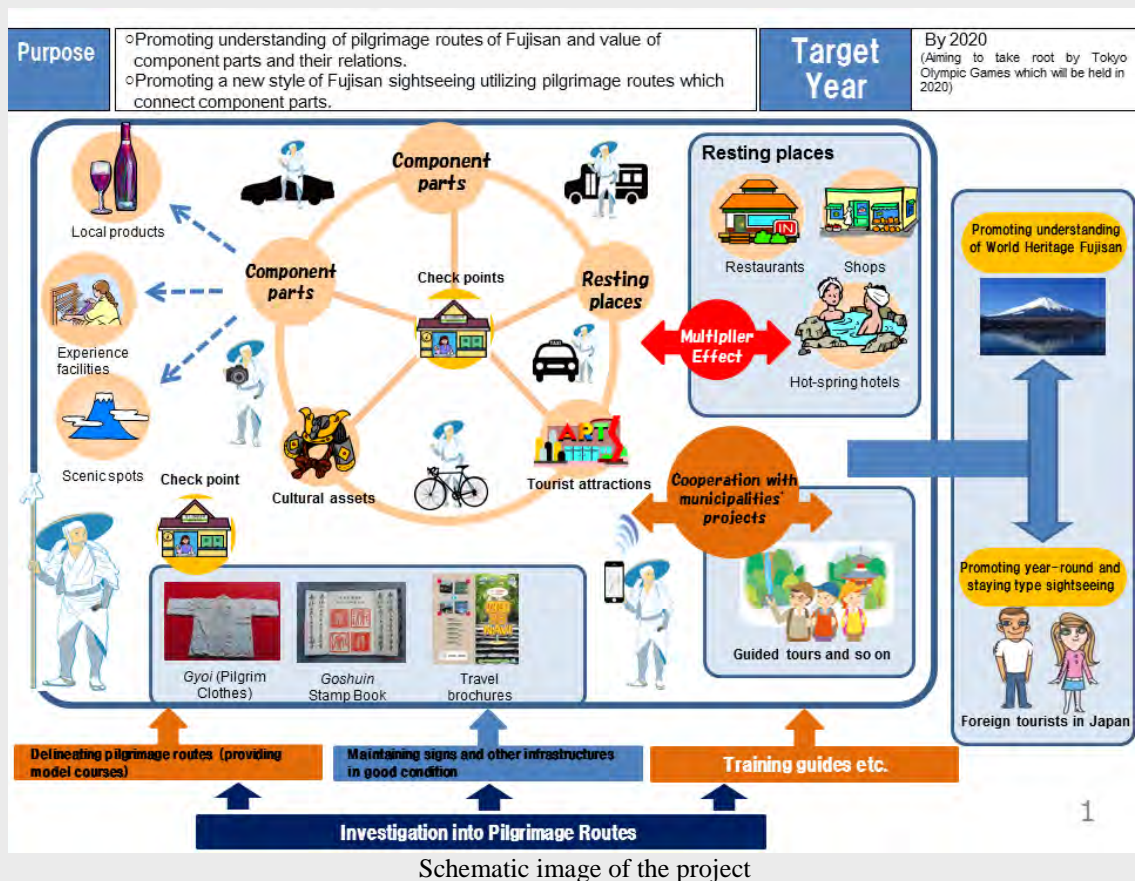 Purpose
○Promoting understanding of pilgrimage routes of Fujisan and value of
component parts and their relations.
○Promoting a new style of Fujisan sightseeing utilizing pilgrimage routes which
connect component parts.
Target
Year
By 2020
(Aiming to take root by Tokyo
Olympic Games which will be held in
2020)
Local products
Experience
facilities
Scenic spots
Component
parts
Component
parts
Check points
Resting
places
Cultural assets
ART
Tourist attractions
Resting places
IN
Restaurants
Shops
Hot-spring hotels
Multiplier
Effect
Cooperation with
municipalities'
projects
Guided tours and so on
Check point
Gyoi (Pilgrim
Clothes)
Goshuin
Stamp Book
Travel
brochures
Promoting understanding
of World Heritage Fujisan
Promoting year-round and
staying type sightseeing
Foreign tourists in Japan
Delineating pilgrimage routes (providing
model courses)
Maintaining signs and other infrastructures
in good condition
Training guides etc.
Investigation into Pilgrimage Routes
1
Schematic image of the project